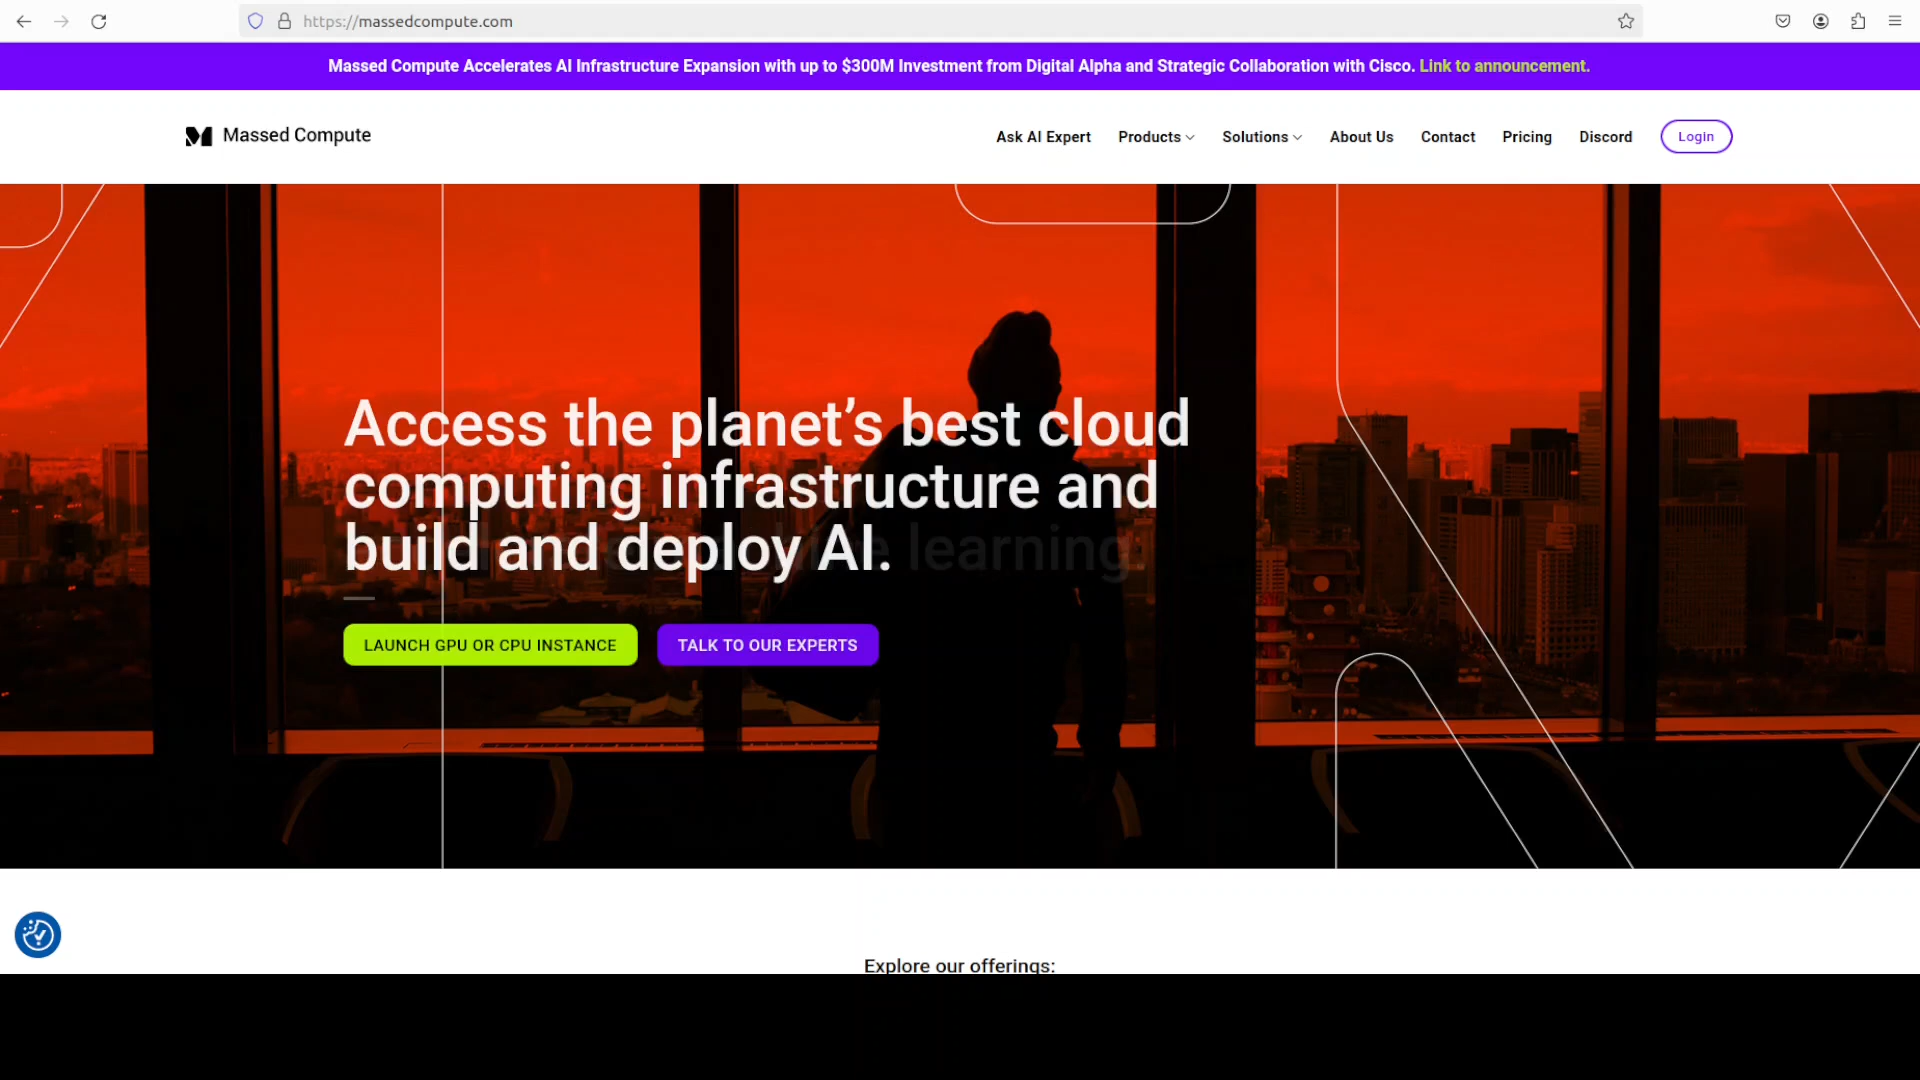 https://massedcompute.com
Massed Compute Accelerates AI Infrastructure Expansion with up to $300M Investment from Digital Alpha and Strategic Collaboration with Cisco. Link to announcement.
Massed Compute
Ask AI Expert Products Solutions About Us Contact Pricing Discord Login
Access the planet’s best cloud
computing infrastructure and
build and deploy AI. learning.
LAUNCH GPU OR CPU INSTANCE TALK TO OUR EXPERTS
Explore our offerings: